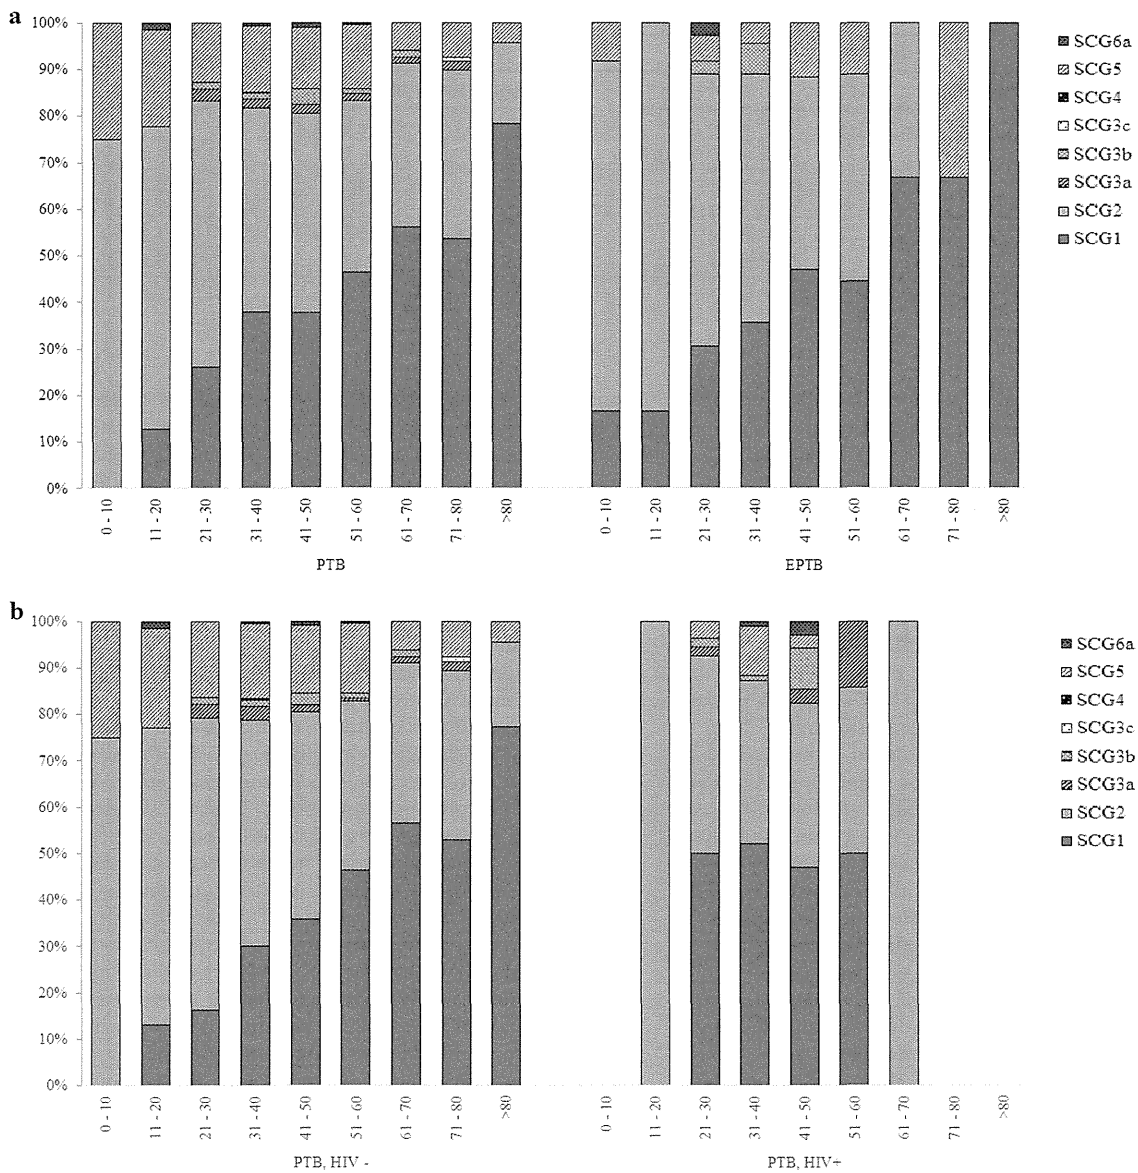 a
100%
90%
80%
70%
60%
50%
40%
30%
20%
10%
0%
0 - 10
11 - 20
21 - 30
31 - 40
41 - 50
51 - 60
61 - 70
71 - 80
>80
PTB
0 - 10
11 - 20
21 - 30
31 - 40
41 - 50
51 - 60
61 - 70
71 - 80
>80
EPTB
SCG6a
SCG5
SCG4
SCG3c
SCG3b
SCG3a
SCG2
SCG1
b
100%
90%
80%
70%
60%
50%
40%
30%
20%
10%
0%
0 - 10
11 - 20
21 - 30
31 - 40
41 - 50
51 - 60
61 - 70
71 - 80
>80
PTB, HIV -
0 - 10
11 - 20
21 - 30
31 - 40
41 - 50
51 - 60
61 - 70
71 - 80
>80
PTB, HIV+
SCG6a
SCG5
SCG4
SCG3c
SCG3b
SCG3a
SCG2
SCG1